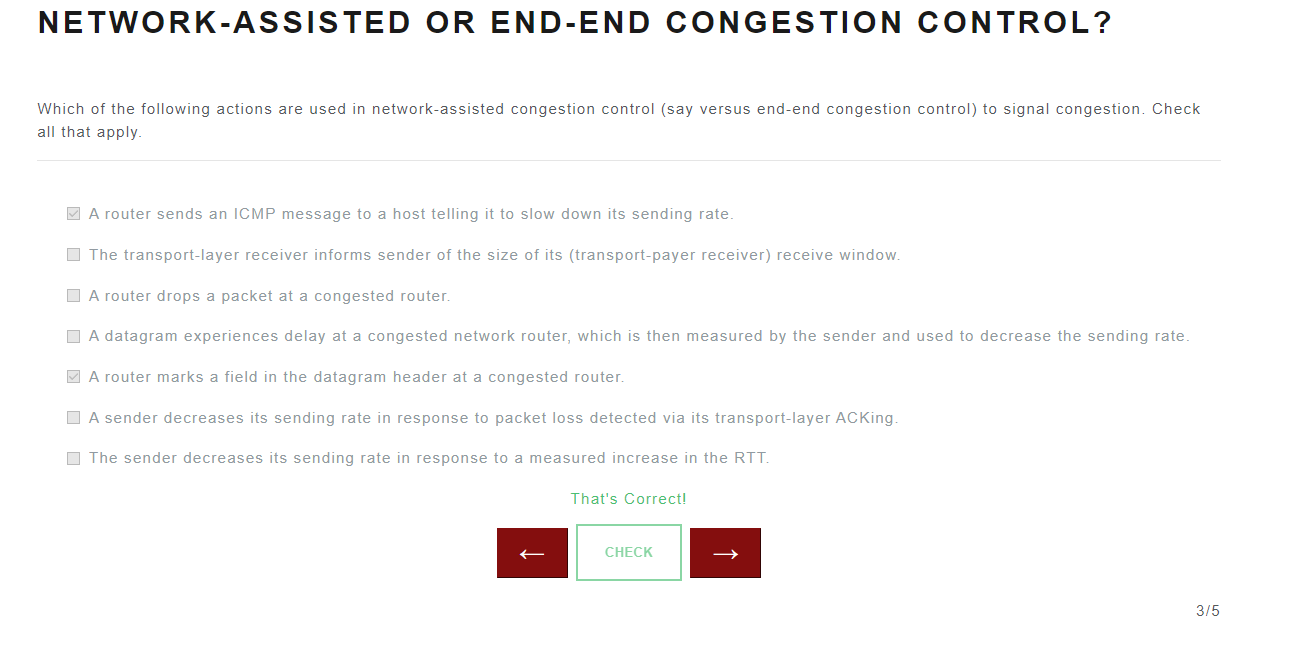 NETWORK-ASSISTED OR END-END CONGESTION CONTROL?
Which of the following actions are used in network-assisted congestion control (say versus end-end congestion control) to signal congestion. Check
all that apply.
A router sends an ICMP message to a host telling it to slow down its sending rate.
The transport-layer receiver informs sender of the size of its (transport-payer receiver) receive window.
A router drops a packet at a congested router.
A datagram experiences delay at a congested network router, which is then measured by the sender and used to decrease the sending rate.
A router marks a field in the datagram header at a congested router.
A sender decreases its sending rate in response to packet loss detected via its transport-layer ACKing.
The sender decreases its sending rate in response to a measured increase in the RTT.
That's Correct!
← CHECK →
3/5